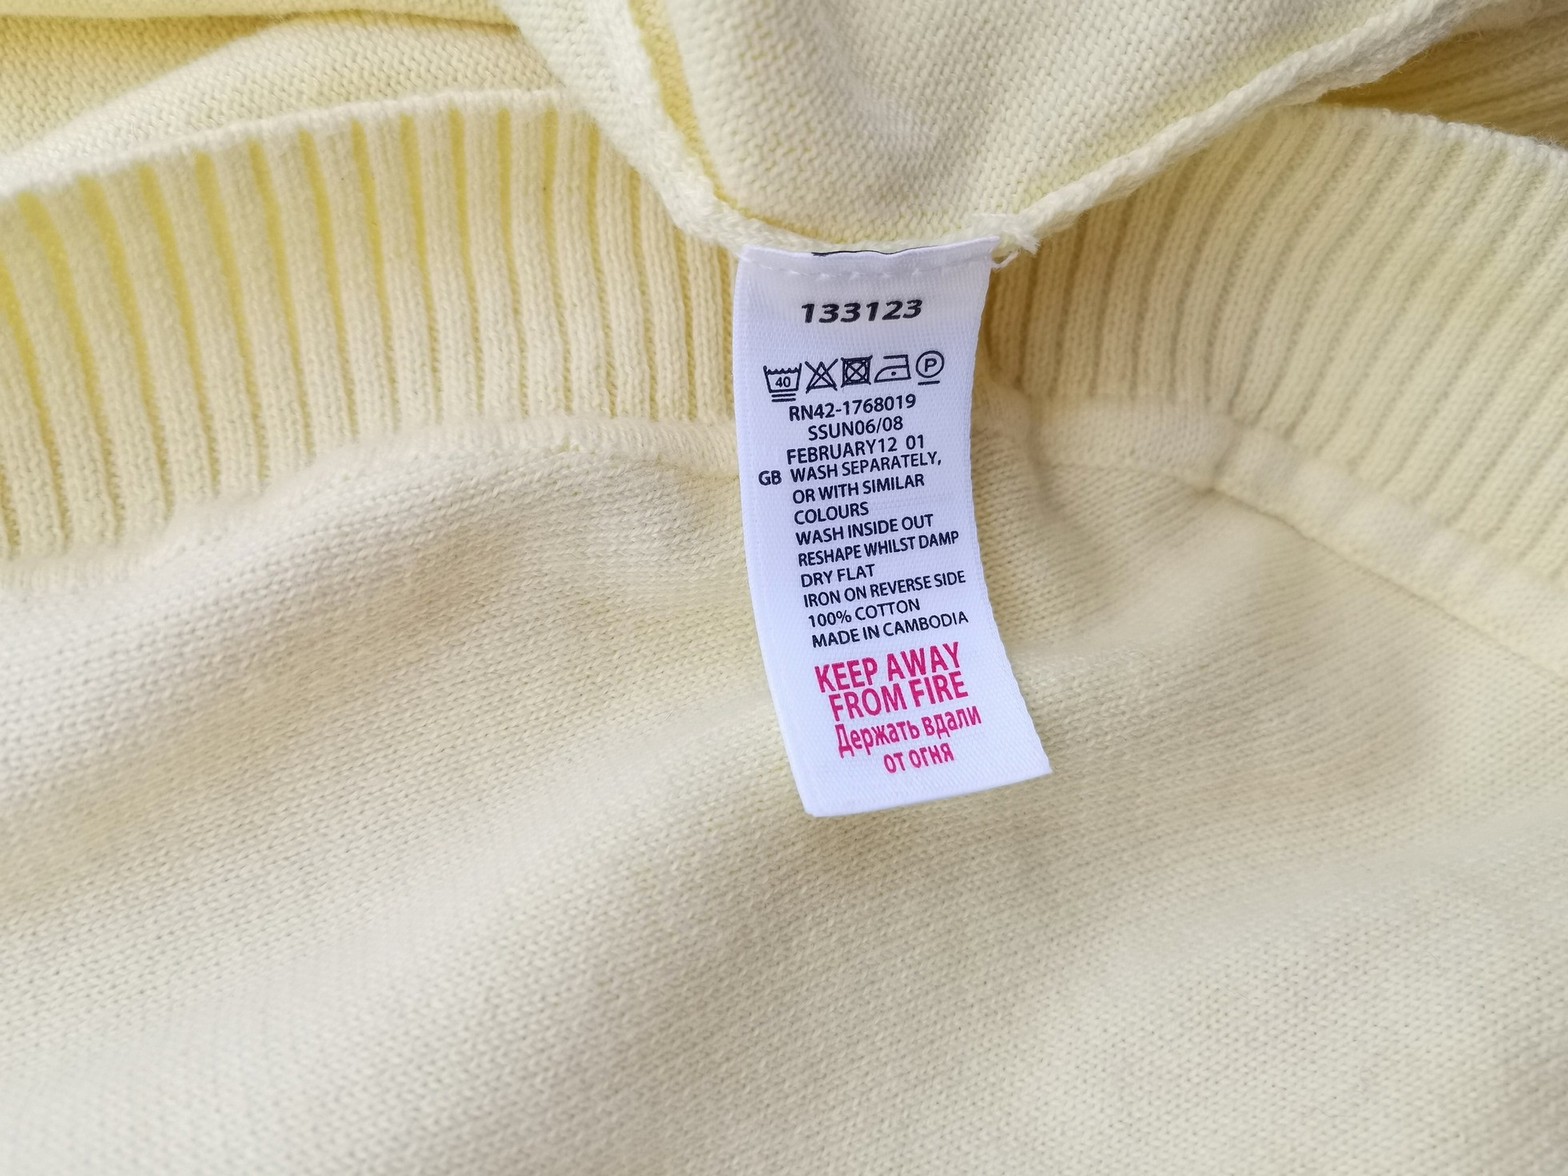 133123
40 P
RN42-1768019
SSUN06/08
FEBRUARY12 01
GB WASH SEPARATELY,
OR WITH SIMILAR
COLOURS
WASH INSIDE OUT
RESHAPE WHILST DAMP
DRY FLAT
IRON ON REVERSE SIDE
100% COTTON
MADE IN CAMBODIA
KEEP AWAY
FROM FIRE
Держать вдали
от огня